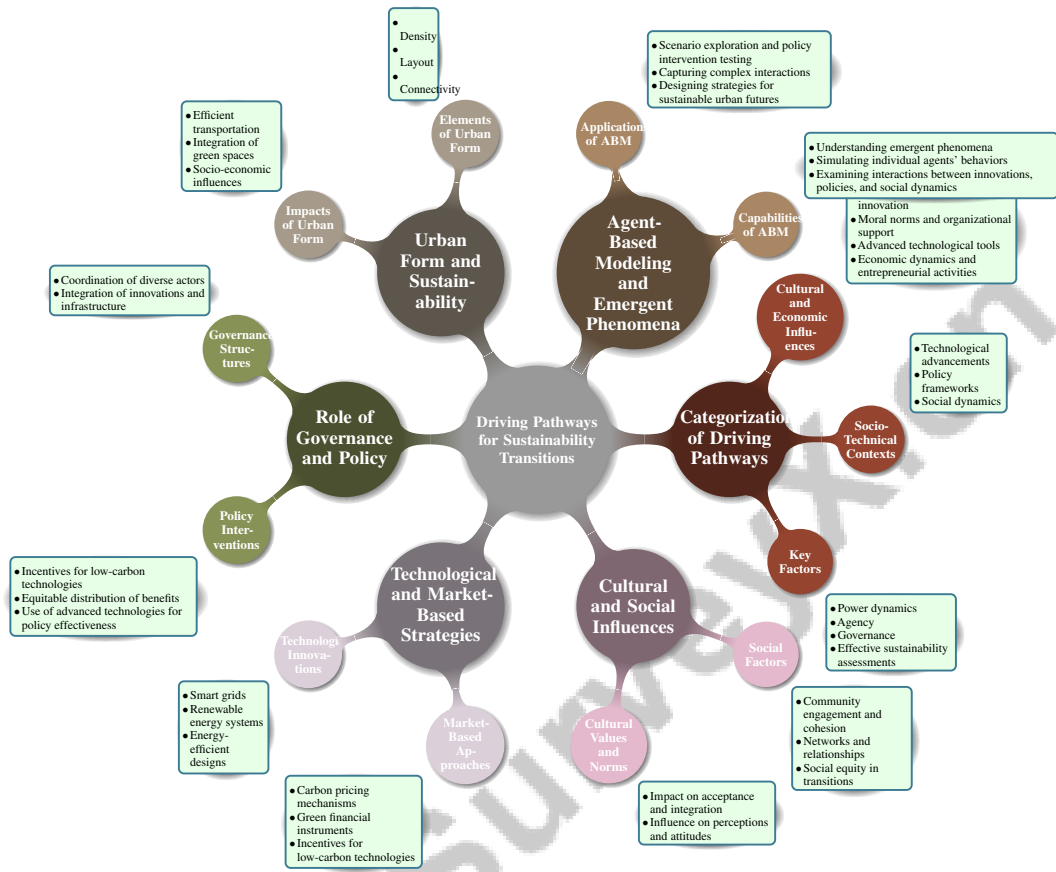 Driving Pathways
for Sustainability
Transitions
Urban
Form and
Sustain-
ability
Elements
of Urban
Form
• Density
• Layout
• Connectivity
Impacts
of Urban
Form
• Efficient
transportation
• Integration of
green spaces
• Socio-economic
influences
Agent-
Based
Modeling
and
Emergent
Phenomena
Application
of ABM
• Scenario exploration and policy
intervention testing
• Capturing complex interactions
• Designing strategies for
sustainable urban futures
Capabilities
of ABM
• Understanding emergent phenomena
• Simulating individual agents' behaviors
• Examining interactions between innovations,
policies, and social dynamics
Categorization
of Driving
Pathways
Cultural
and
Economic
Influ-
ences
innovation
• Moral norms and organizational
support
• Advanced technological tools
• Economic dynamics and
entrepreneurial activities
Socio-
Technical
Contexts
• Technological
advancements
• Policy
frameworks
• Social dynamics
Key
Factors
• Power dynamics
• Agency
• Governance
• Effective sustainability
assessments
Cultural
and Social
Influences
Social
Factors
• Community
engagement and
cohesion
• Networks and
relationships
• Social equity in
transitions
Cultural
Values and
Norms
• Impact on acceptance
and integration
• Influence on perceptions
and attitudes
Technological
and Market-
Based
Strategies
Market-
Based Ap-
proaches
• Carbon pricing
mechanisms
• Green financial
instruments
• Incentives for
low-carbon technologies
Innova-
tions
• Smart grids
• Renewable
energy systems
• Energy-
efficient
designs
Role of
Governance
and Policy
Governance
Struc-
tures
• Coordination of diverse actors
• Integration of innovations and
infrastructure
Policy
Inter-
ventions
• Incentives for low-carbon
technologies
• Equitable distribution of benefits
• Use of advanced technologies for
policy effectiveness